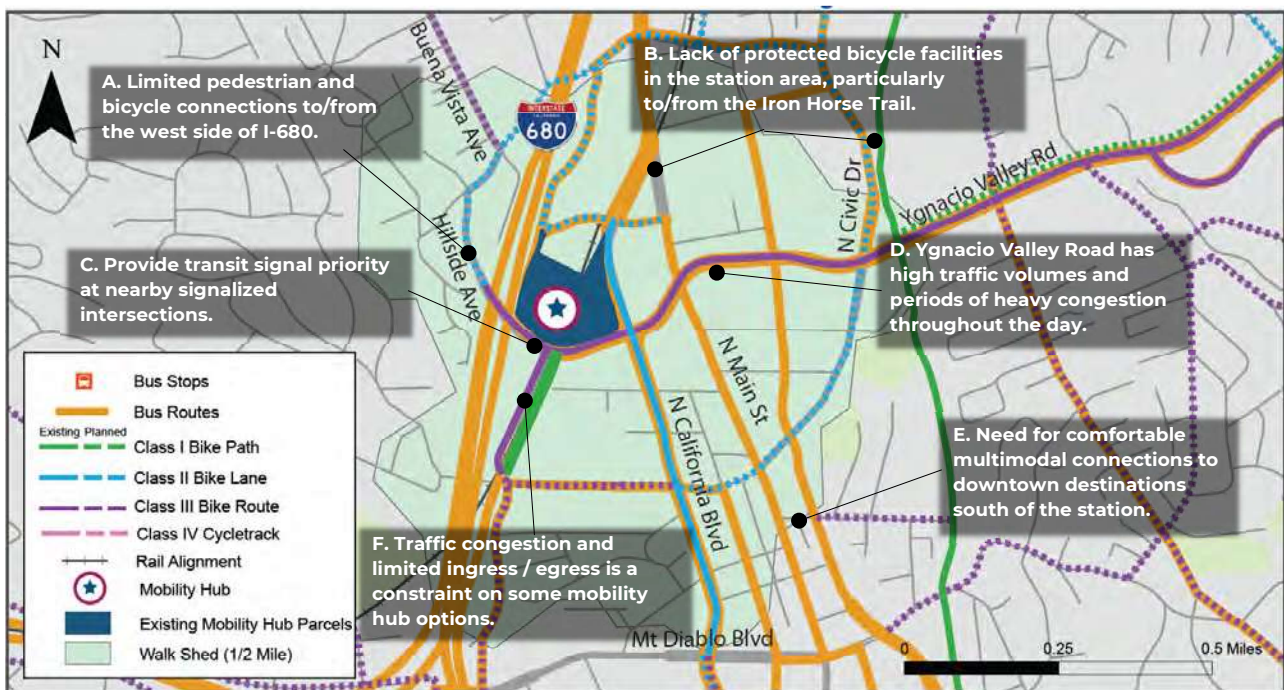 N
A. Limited pedestrian and
bicycle connections to/from
the west side of I-680.
Buena Vista Ave
INTERSTATE
CALIFORNIA
680
B. Lack of protected bicycle facilities
in the station area, particularly
to/from the Iron Horse Trail.
N Civic Dr
Ygnacio Valley Rd
Hillside Ave
C. Provide transit signal priority
at nearby signalized
intersections.
D. Ygnacio Valley Road has
high traffic volumes and
periods of heavy congestion
throughout the day.
N Main St
N California Blvd
E. Need for comfortable
multimodal connections to
downtown destinations
south of the station.
F. Traffic congestion and
limited ingress / egress is a
constraint on some mobility
hub options.
Mt Diablo Blvd
Bus Stops
Bus Routes
Existing Planned
Class I Bike Path
Class II Bike Lane
Class III Bike Route
Class IV Cycletrack
Rail Alignment
Mobility Hub
Existing Mobility Hub Parcels
Walk Shed (1/2 Mile)
0 0.25 0.5 Miles